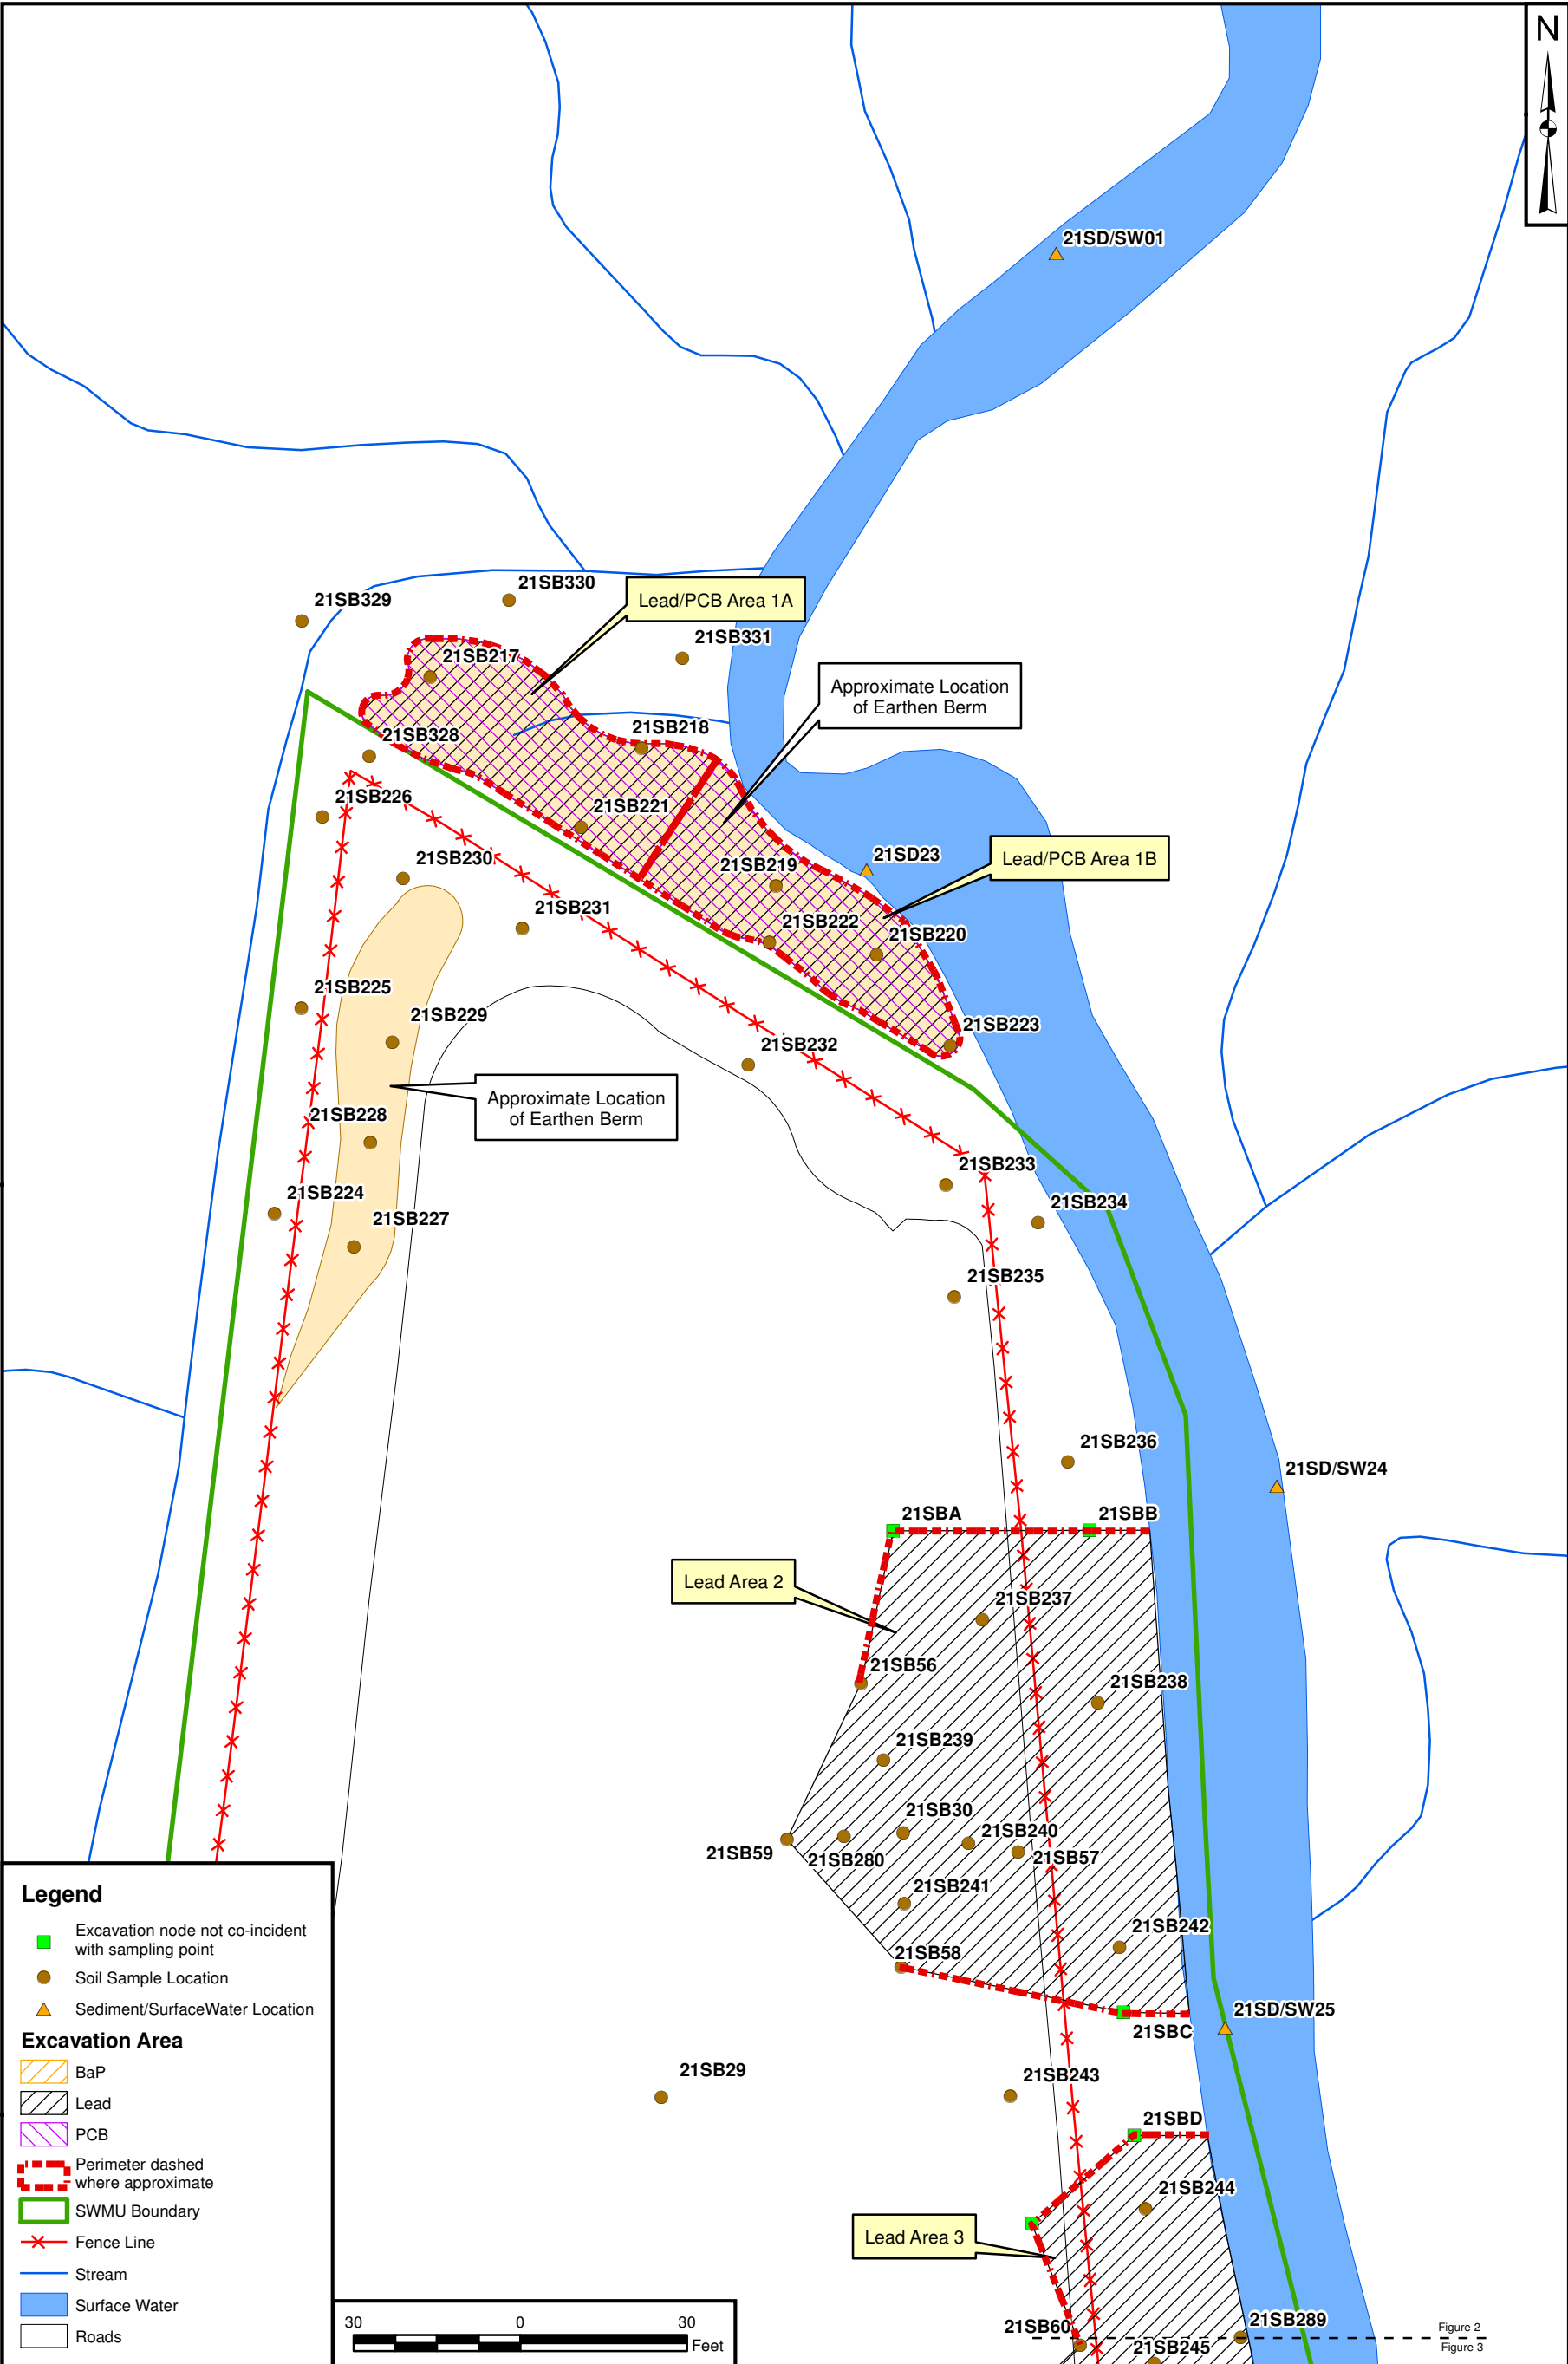 N
21SD/SW01
21SB330
21SB329
Lead/PCB Area 1A
21SB331
21SB217
Approximate Location
of Earthen Berm
21SB218
21SB328
21SB226
21SB221
21SB230
21SB219
21SD23
Lead/PCB Area 1B
21SB231
21SB222
21SB220
21SB225
21SB229
21SB223
21SB232
Approximate Location
of Earthen Berm
21SB228
21SB233
21SB224
21SB234
21SB227
21SB235
21SB236
21SD/SW24
21SBA
21SBB
Lead Area 2
21SB237
21SB56
21SB238
21SB239
21SB30
21SB240
21SB59
21SB280
21SB57
21SB241
21SB242
21SB58
21SD/SW25
21SBC
21SB29
21SB243
21SBD
21SB244
Lead Area 3
21SB60
21SB289
21SB245
Figure 2
Figure 3
Legend
Excavation node not co-incident
with sampling point
Soil Sample Location
Sediment/SurfaceWater Location
Excavation Area
BaP
Lead
PCB
Perimeter dashed
where approximate
SWMU Boundary
Fence Line
Stream
Surface Water
Roads
30 0 30
Feet